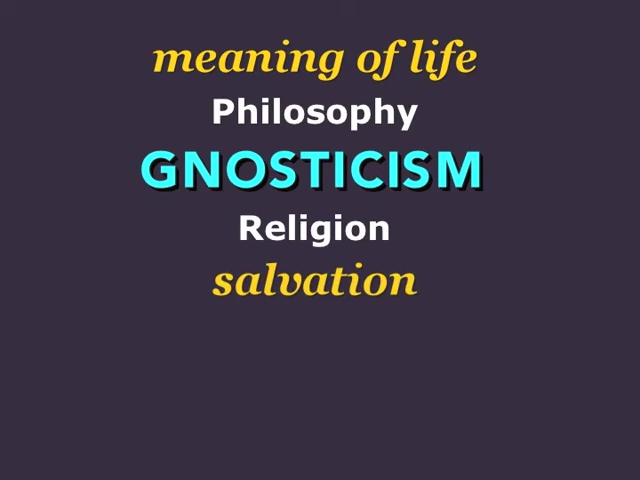 meaning of life
Philosophy
GNOSTICISM
Religion
salvation